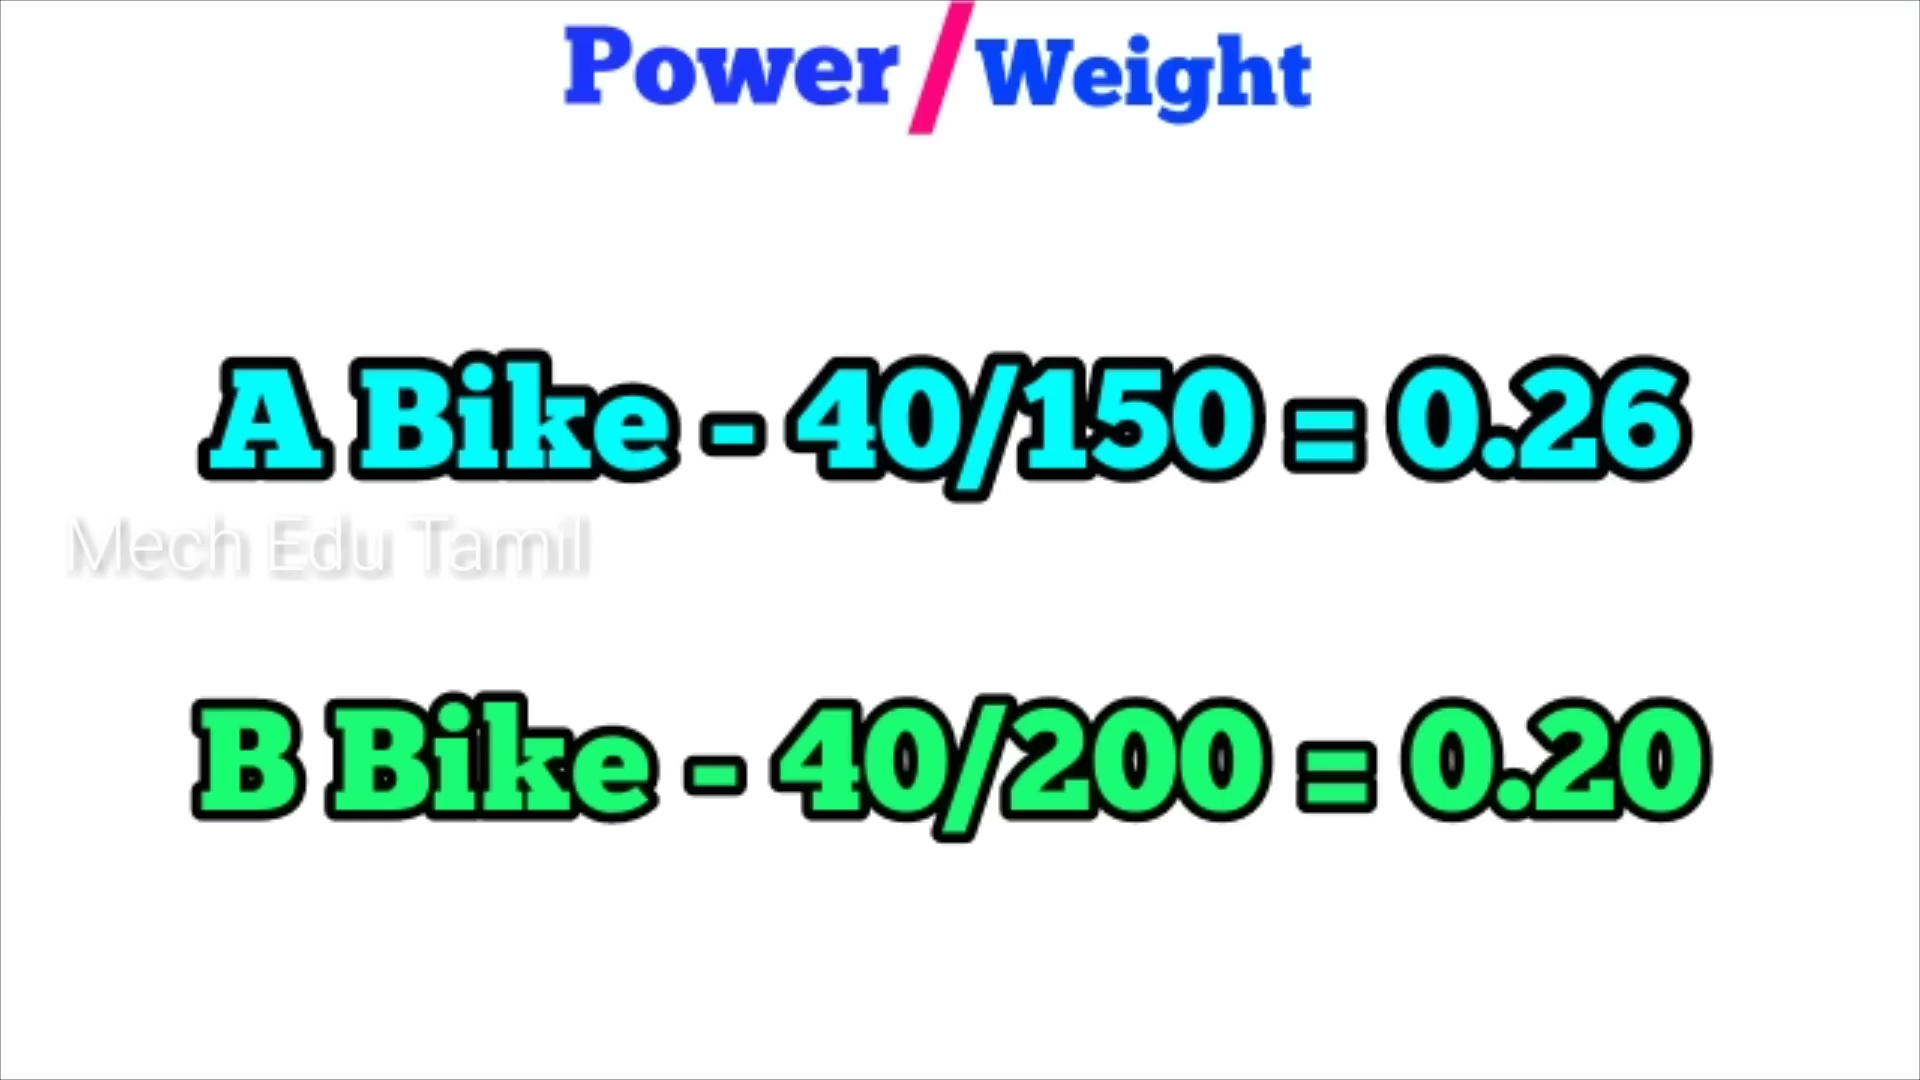 Power/Weight
A Bike - 40/150 = 0.26
Mech Edu Tamil
B Bike - 40/200 = 0.20